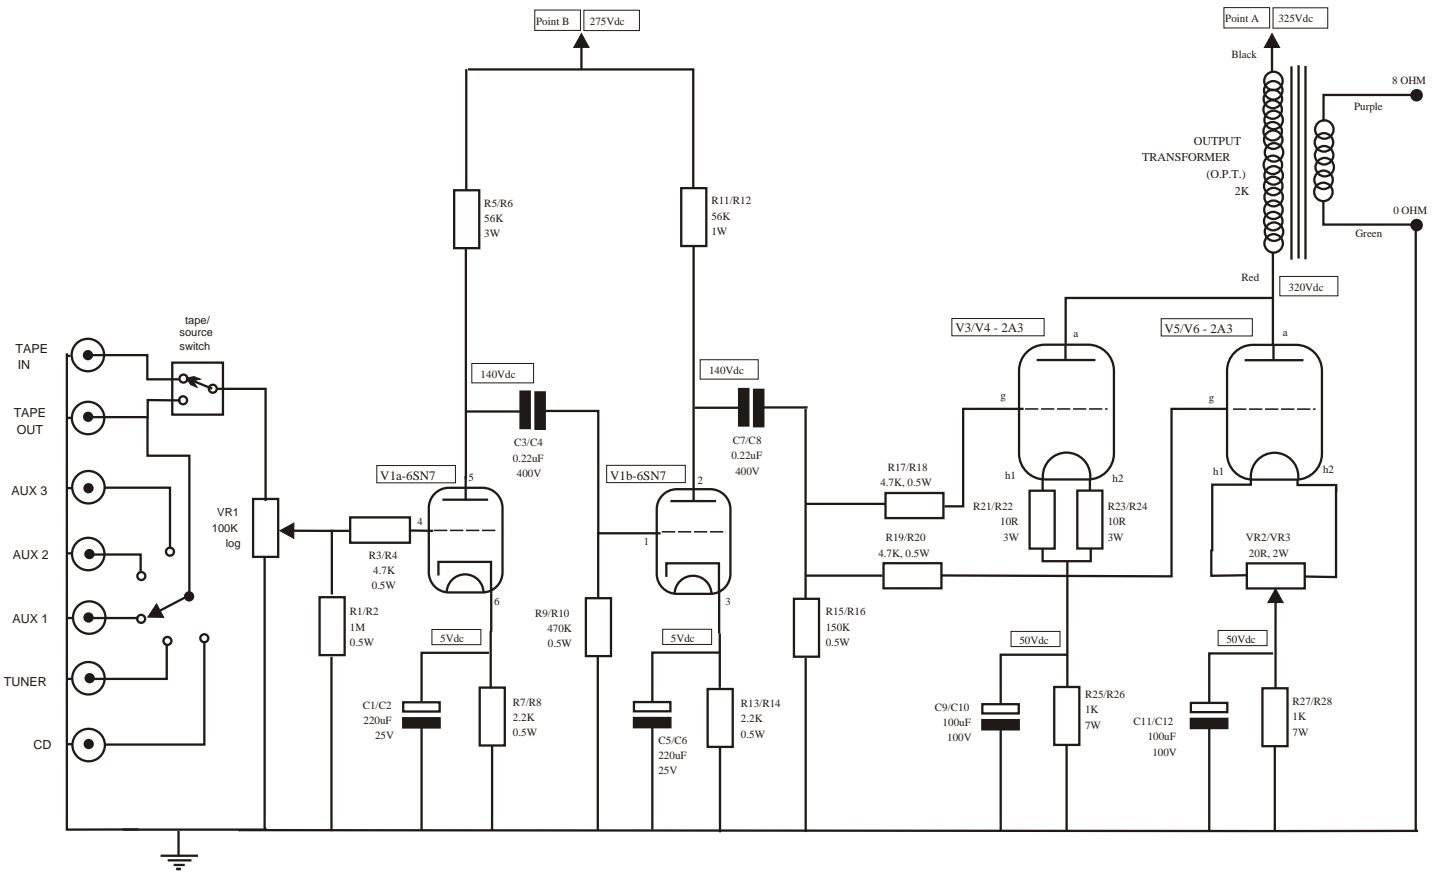 Point B
275Vdc
Point A
325Vdc
Black
8 OHM
Purple
OUTPUT
TRANSFORMER
(O.P.T.)
2K
0 OHM
Green
Red
320Vdc
R5/R6
56K
3W
R11/R12
56K
1W
tape/
source
switch
TAPE
IN
TAPE
OUT
AUX 3
AUX 2
AUX 1
TUNER
CD
VR1
100K
log
140Vdc
C3/C4
0.22uF
400V
V1a-6SN7
5
4
6
R3/R4
4.7K
0.5W
R1/R2
1M
0.5W
5Vdc
C1/C2
220uF
25V
R7/R8
2.2K
0.5W
140Vdc
C7/C8
0.22uF
400V
V1b-6SN7
2
1
3
R9/R10
470K
0.5W
5Vdc
C5/C6
220uF
25V
R13/R14
2.2K
0.5W
R17/R18
4.7K, 0.5W
R19/R20
4.7K, 0.5W
R15/R16
150K
0.5W
V3/V4 - 2A3
a
g
h1
h2
R21/R22
10R
3W
R23/R24
10R
3W
50Vdc
C9/C10
100uF
100V
R25/R26
1K
7W
V5/V6 - 2A3
a
g
h1
h2
VR2/VR3
20R, 2W
50Vdc
C11/C12
100uF
100V
R27/R28
1K
7W